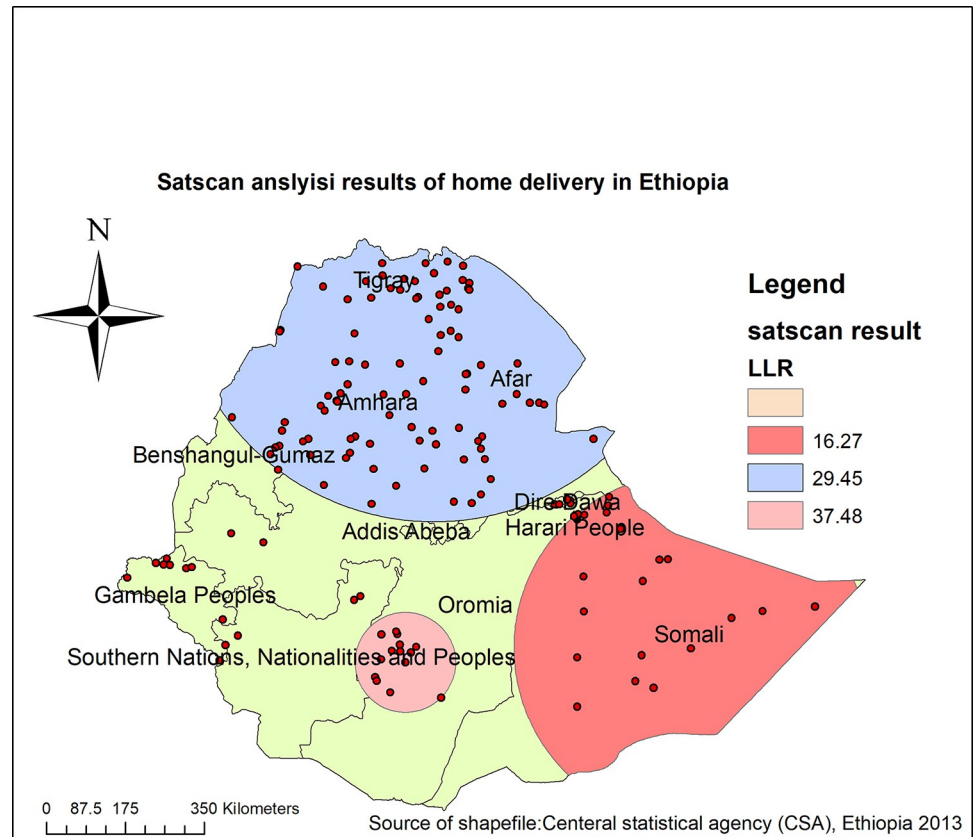 Satscan anslyisi results of home delivery in Ethiopia
N
Tigray
Afar
Amhara
Benshangul-Gumaz
Dire-Dawa
Addis Abeba
Harari People
Gambela Peoples
Oromia
Somali
Southern Nations, Nationalities and Peoples
Legend
satscan result
LLR
16.27
29.45
37.48
0 87.5 175 350 Kilometers
Source of shapefile:Centeral statistical agency (CSA), Ethiopia 2013